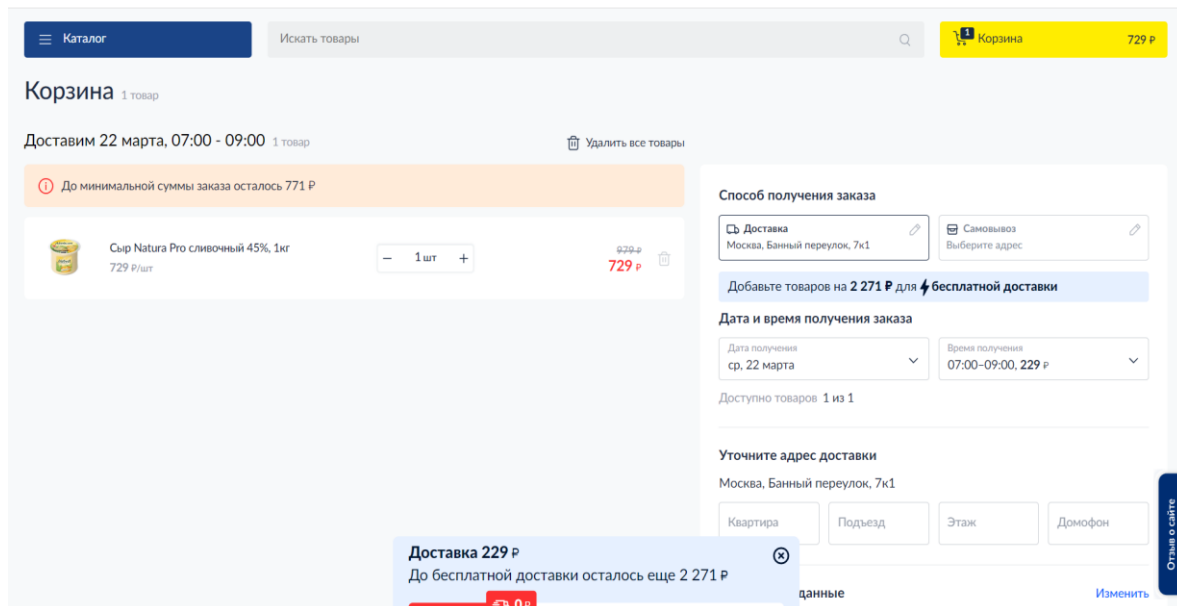 Каталог
Искать товары
1
Корзина
729 ₽
Корзина 1 товар
Доставим 22 марта, 07:00 - 09:00 1 товар
Удалить все товары
До минимальной суммы заказа осталось 771 ₽
Сыр Natura Pro сливочный 45%, 1кг
729 ₽/шт
1 шт
979 ₽
729 ₽
Способ получения заказа
Доставка
Москва, Банный переулок, 7к1
Самовывоз
Выберите адрес
Добавьте товаров на 2 271 ₽ для бесплатной доставки
Дата и время получения заказа
Дата получения
ср, 22 марта
Время получения
07:00–09:00, 229 ₽
Доступно товаров 1 из 1
Уточните адрес доставки
Москва, Банный переулок, 7к1
Квартира
Подъезд
Этаж
Домофон
Отзыв о сайте
Доставка 229 ₽
До бесплатной доставки осталось еще 2 271 ₽
0 ₽
данные
Изменить